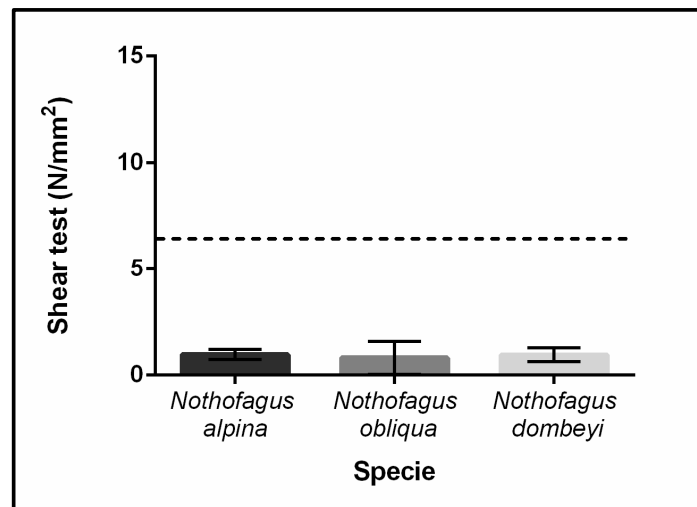 Shear test (N/mm²)
15
10
5
0
Nothofagus
alpina
Nothofagus
obliqua
Nothofagus
dombeyi
Specie